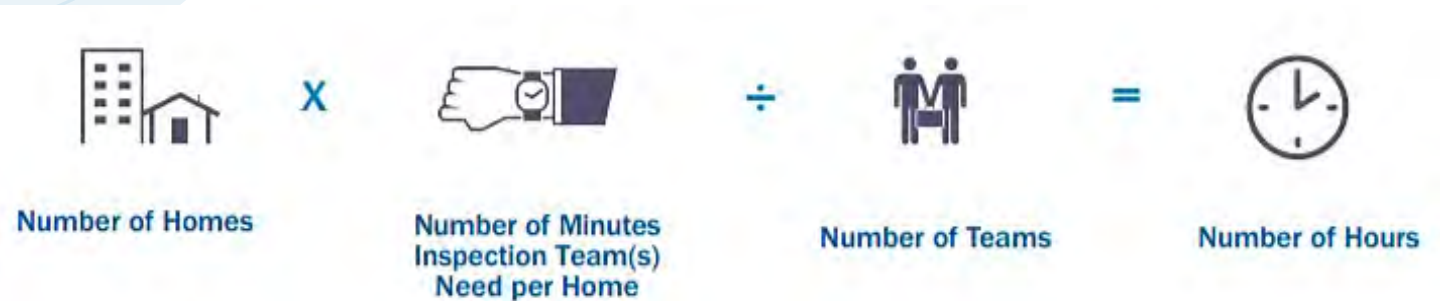 X
÷
=
Number of Homes
Number of Minutes
Inspection Team(s)
Need per Home
Number of Teams
Number of Hours